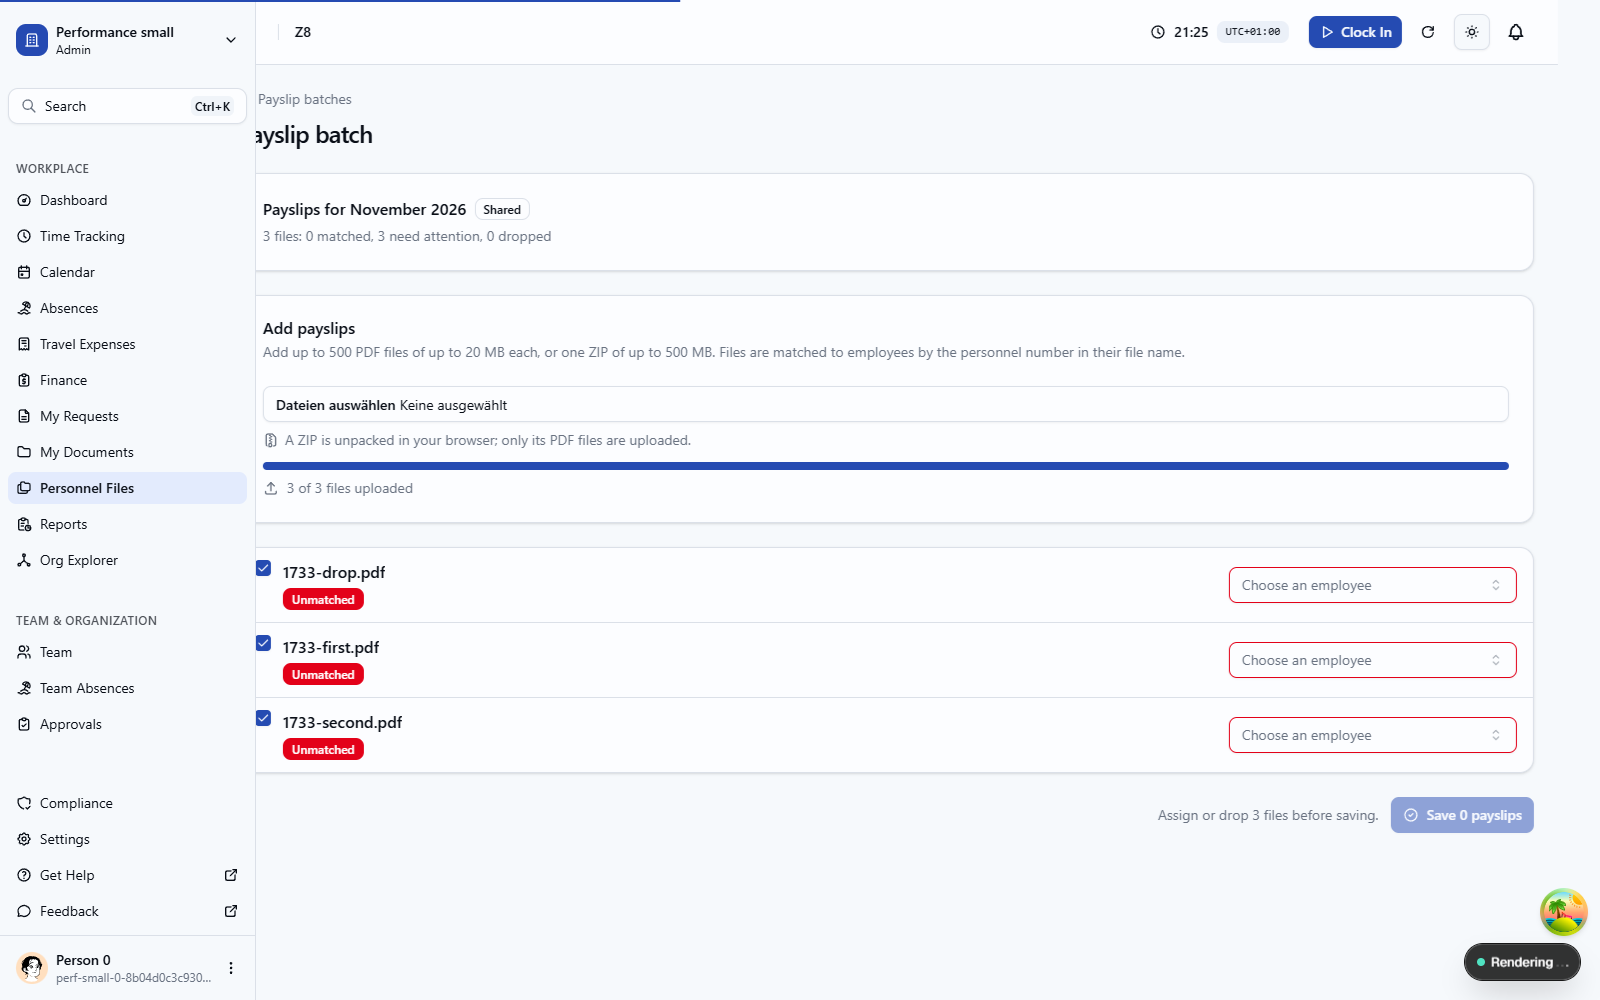 Performance small
Admin
Z8
21:25
UTC+01:00
Clock In
Search
Ctrl+K
WORKPLACE
Dashboard
Time Tracking
Calendar
Absences
Travel Expenses
Finance
My Requests
My Documents
Personnel Files
Reports
Org Explorer
TEAM & ORGANIZATION
Team
Team Absences
Approvals
Compliance
Settings
Get Help
Feedback
Person 0
perf-small-0-8b04d0c3c930...
Payslip batches
ayslip batch
Payslips for November 2026
Shared
3 files: 0 matched, 3 need attention, 0 dropped
Add payslips
Add up to 500 PDF files of up to 20 MB each, or one ZIP of up to 500 MB. Files are matched to employees by the personnel number in their file name.
Dateien auswählen Keine ausgewählt
A ZIP is unpacked in your browser; only its PDF files are uploaded.
3 of 3 files uploaded
1733-drop.pdf
Unmatched
Choose an employee
1733-first.pdf
Unmatched
Choose an employee
1733-second.pdf
Unmatched
Choose an employee
Assign or drop 3 files before saving.
Save 0 payslips
Rendering ...